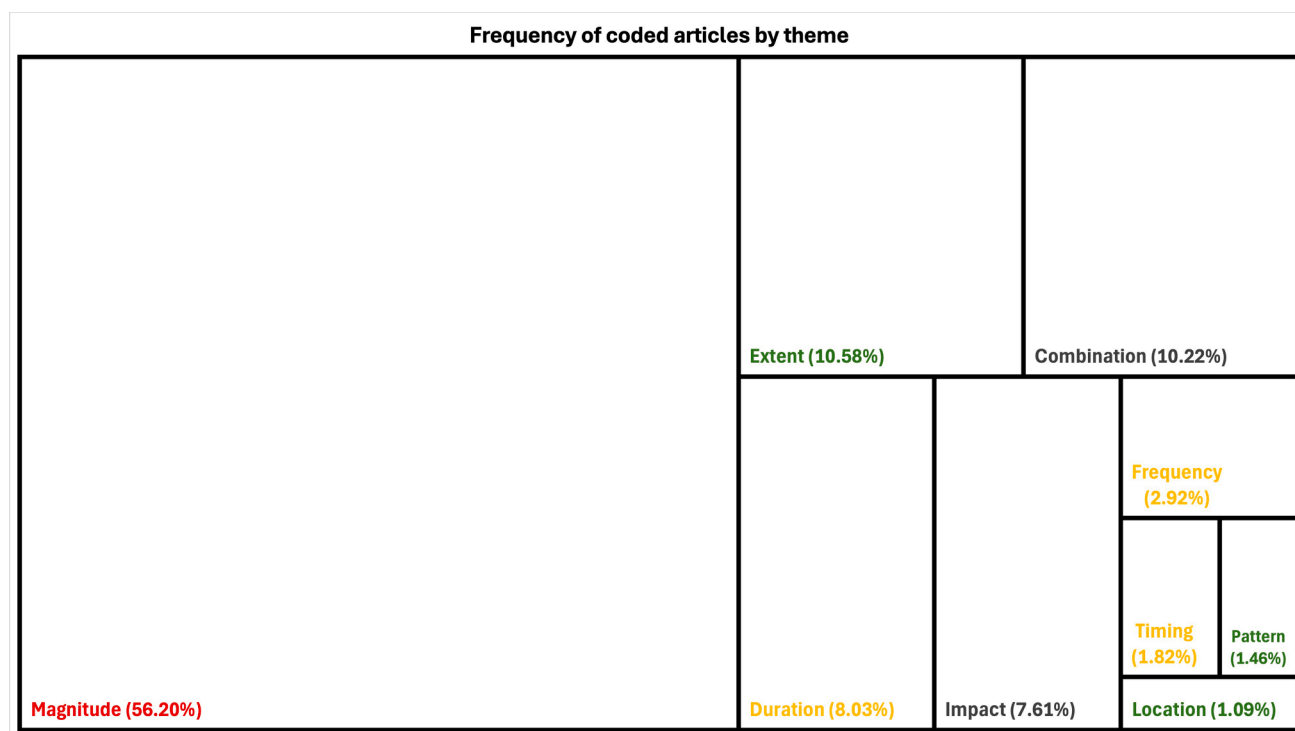 Frequency of coded articles by theme
Extent (10.58%)
Combination (10.22%)
Frequency
(2.92%)
Timing
(1.82%)
Pattern
(1.46%)
Magnitude (56.20%)
Duration (8.03%)
Impact (7.61%)
Location (1.09%)